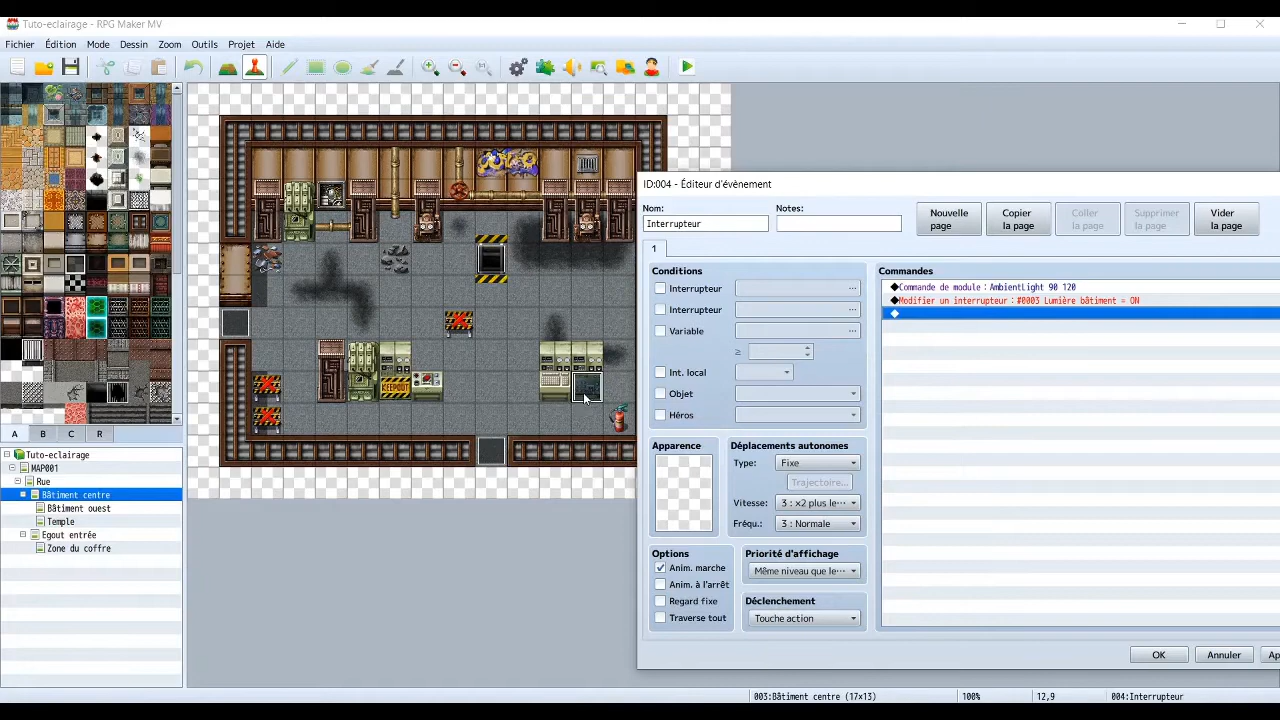 Tuto-eclairage - RPG Maker MV
Fichier Édition Mode Dessin Zoom Outils Projet Aide
ID:004 - Éditeur d'évènement
Nom:
Notes:
Interrupteur
Nouvelle page
Copier la page
Coller la page
Supprimer la page
Vider la page
1
Conditions
Interrupteur
Interrupteur
Variable
≥
Int. local
Objet
Héros
Commandes
◆Commande de module：AmbientLight 90 120
◆Modifier un interrupteur：#0003 Lumière bâtiment = ON
◆
KEEPOUT
Apparence
Déplacements autonomes
Type: Fixe
Trajectoire...
Vitesse: 3 : x2 plus le…
Fréqu.: 3 : Normale
Options
Anim. marche
Anim. à l'arrêt
Regard fixe
Traverse tout
Priorité d'affichage
Même niveau que le…
Déclenchement
Touche action
OK Annuler Ap
A B C R
Tuto-eclairage
MAP001
Rue
Bâtiment centre
Bâtiment ouest
Temple
Egout entrée
Zone du coffre
003:Bâtiment centre (17x13) 100% 12,9 004:Interrupteur